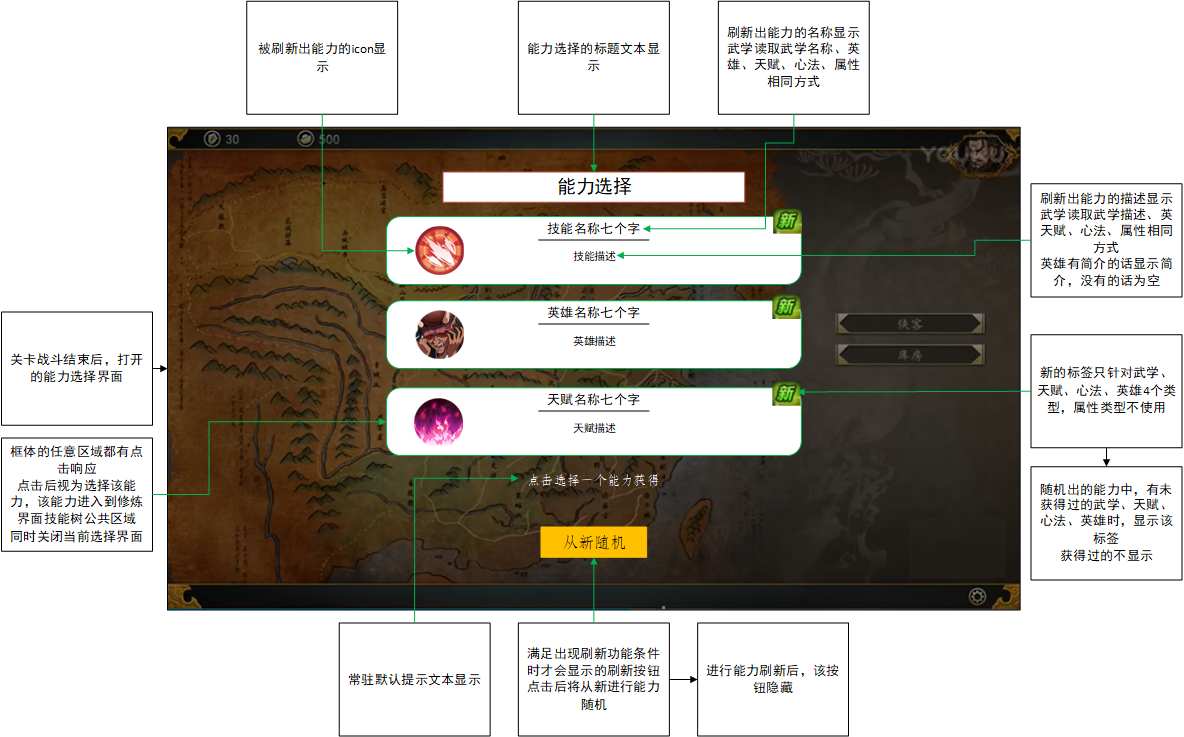 被刷新出能力的icon显
示
能力选择的标题文本显
示
刷新出能力的名称显示
武学读取武学名称、英
雄、天赋、心法、属性
相同方式
30
500
YOUKU
能力选择
技能名称七个字
新
技能描述
刷新出能力的描述显示
武学读取武学描述、英
天赋、心法、属性相同
方式
英雄有简介的话显示简
介，没有的话为空
英雄名称七个字
新
英雄描述
侠客
库房
关卡战斗结束后，打开
的能力选择界面
天赋名称七个字
新
天赋描述
新的标签只针对武学、
天赋、心法、英雄4个类
型，属性类型不使用
框体的任意区域都有点
击响应
点击后视为选择该能
力，该能力进入到修炼
界面技能树公共区域
同时关闭当前选择界面
点击选择一个能力获得
随机出的能力中，有未
获得过的武学、天赋、
心法、英雄时，显示该
标签
获得过的不显示
从新随机
常驻默认提示文本显示
满足出现刷新功能条件
时才会显示的刷新按钮
点击后将从新进行能力
随机
进行能力刷新后，该按
钮隐藏